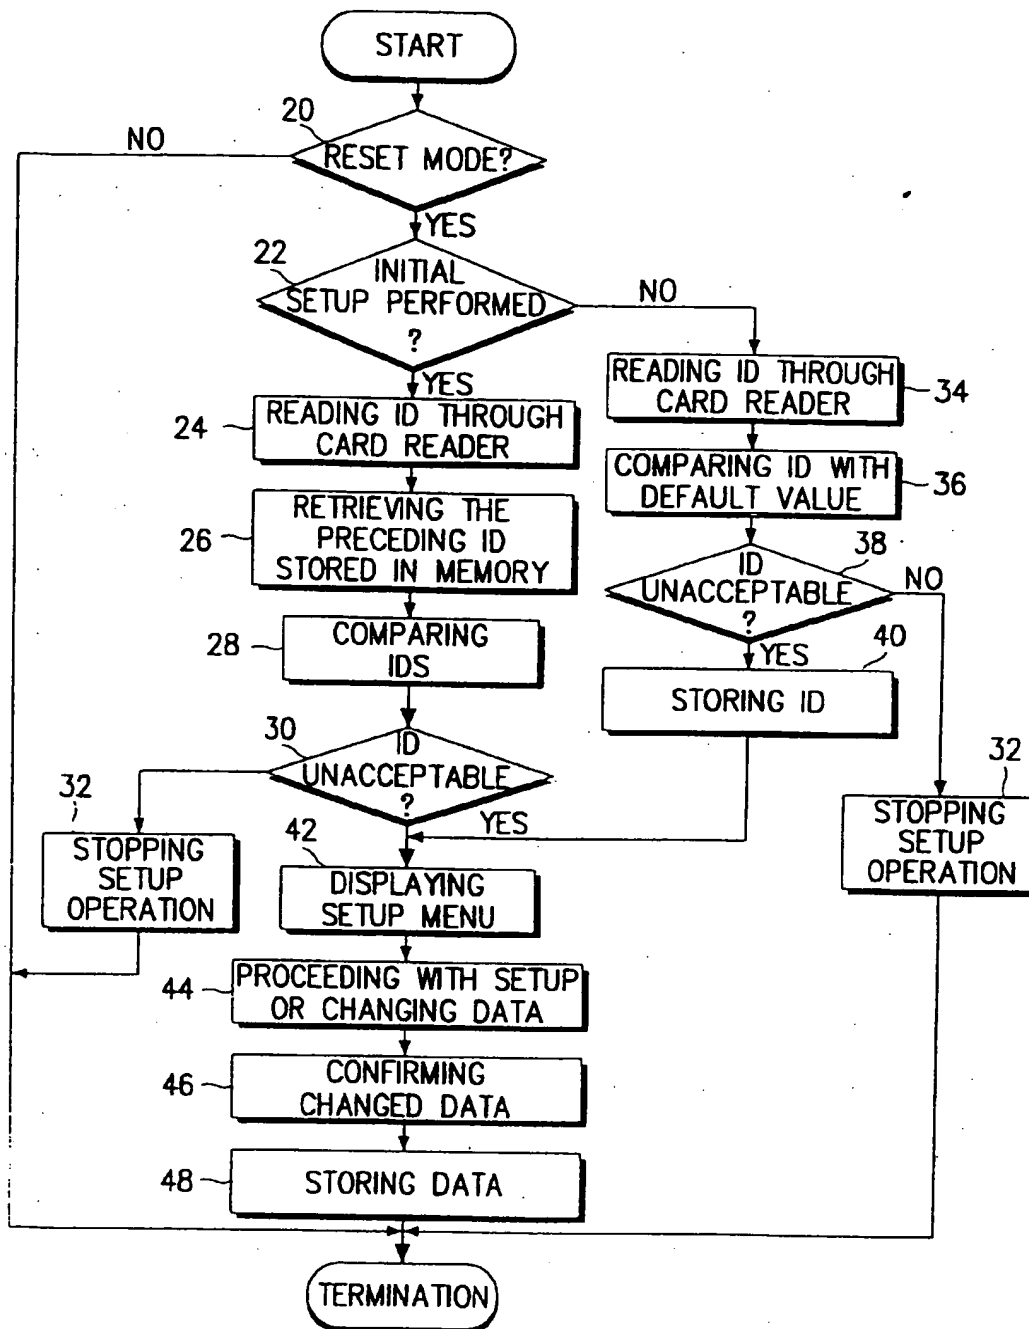 START
20
NO
RESET MODE?
YES
22
INITIAL
SETUP PERFORMED
?
NO
YES
READING ID THROUGH
CARD READER
34
24
READING ID THROUGH
CARD READER
COMPARING ID WITH
DEFAULT VALUE
36
26
RETRIEVING THE
PRECEDING ID
STORED IN MEMORY
38
ID
UNACCEPTABLE
?
NO
28
COMPARING
IDS
YES
40
STORING ID
30
ID
UNACCEPTABLE
?
YES
32
STOPPING
SETUP
OPERATION
32
STOPPING
SETUP
OPERATION
42
DISPLAYING
SETUP MENU
44
PROCEEDING WITH SETUP
OR CHANGING DATA
46
CONFIRMING
CHANGED DATA
48
STORING DATA
TERMINATION